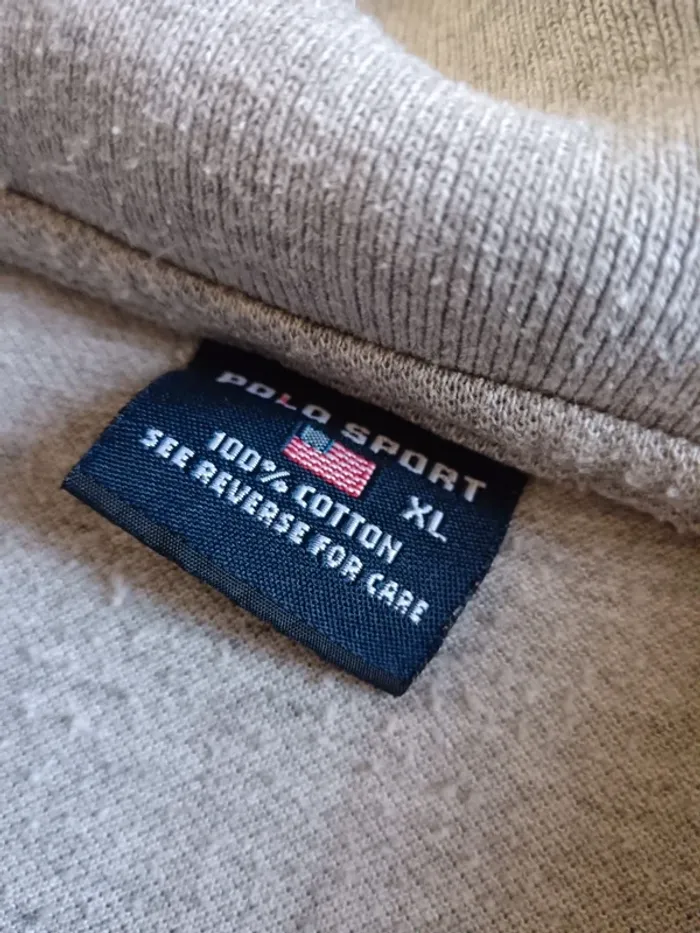 POLO SPORT
XL
100% COTTON
SEE REVERSE FOR CARE